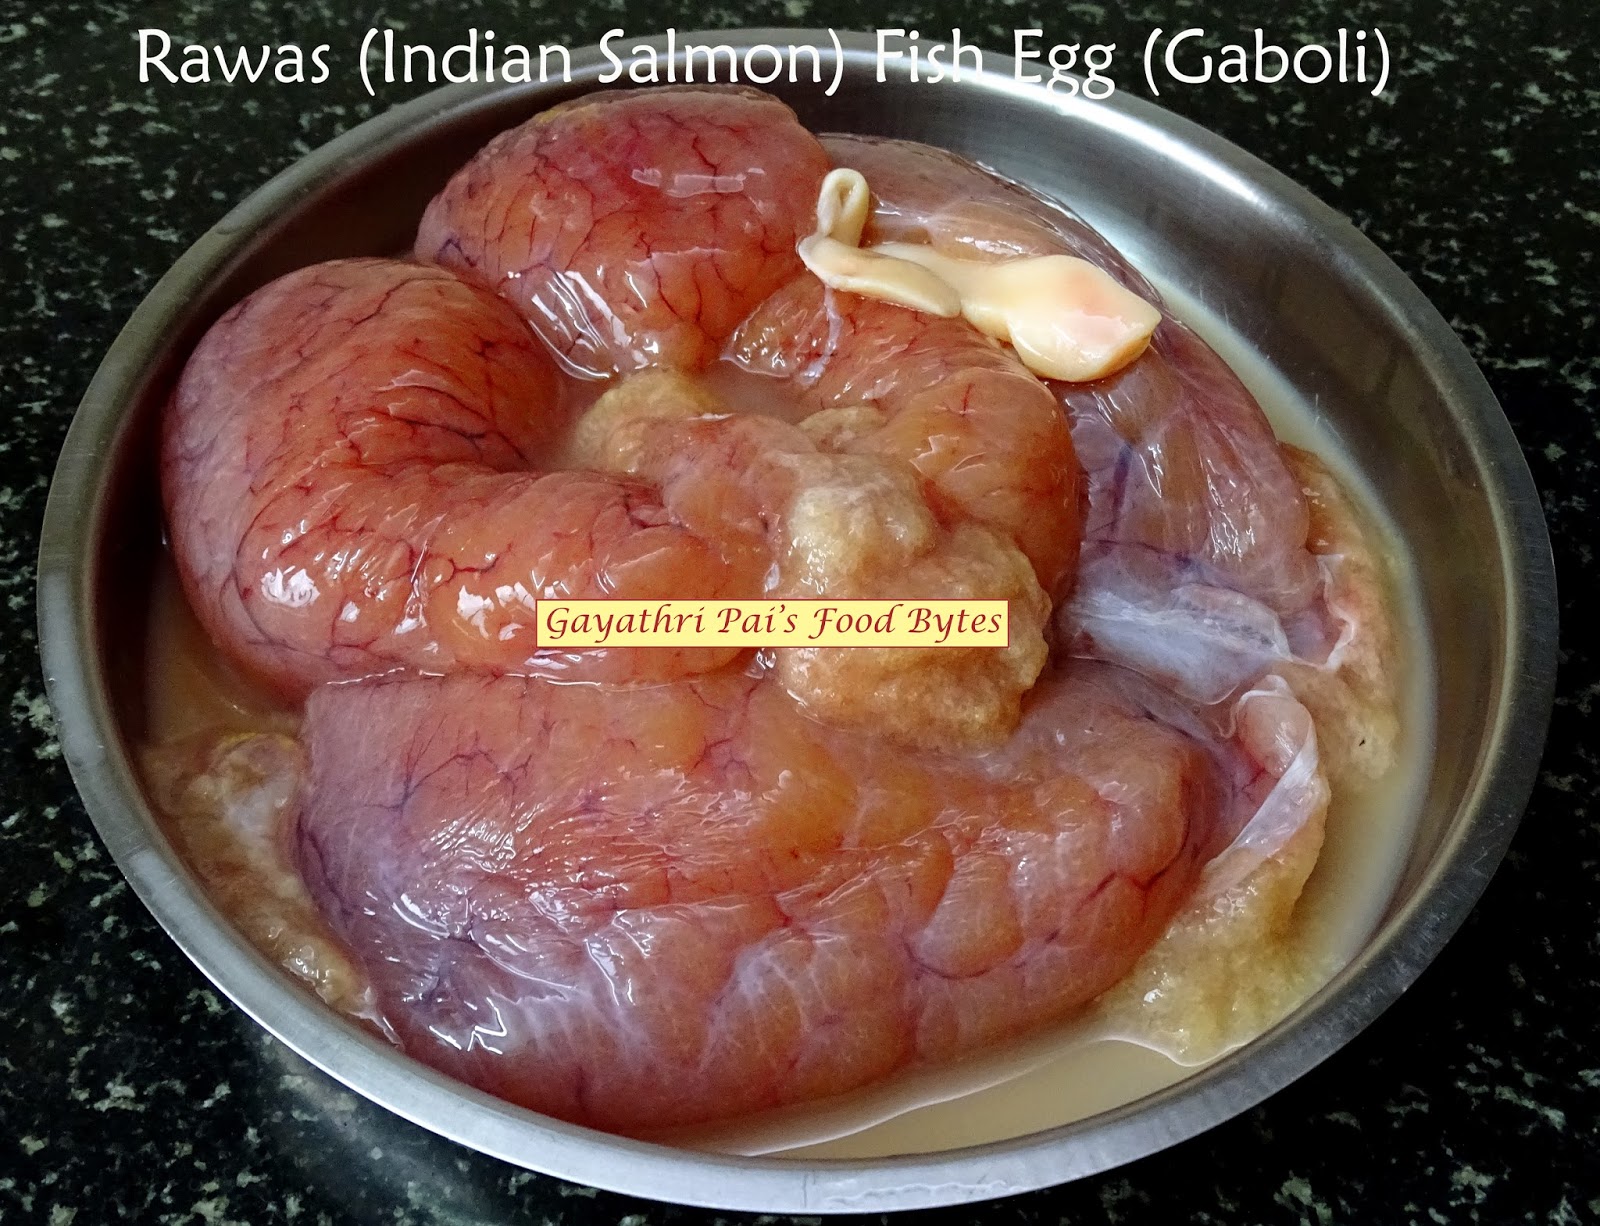 Rawas (Indian Salmon) Fish Egg (Gaboli)
Gayathri Pai's Food Bytes